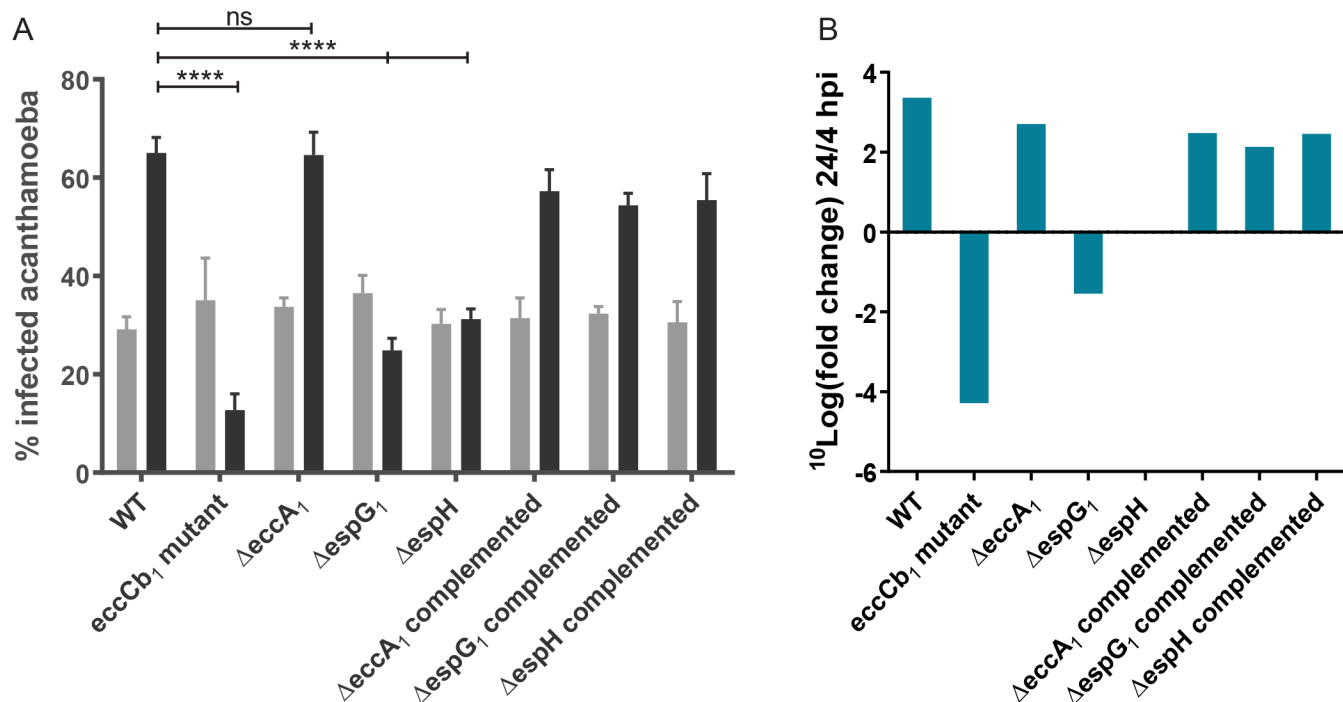 A
ns
****
****
% infected acanthamoeba
80
60
40
20
0
WT
eccCb₁ mutant
ΔeccA₁
ΔespG₁
ΔespH
ΔeccA₁ complemented
ΔespG₁ complemented
ΔespH complemented
B
¹⁰Log(fold change) 24/4 hpi
4
2
0
-2
-4
-6
WT
eccCb₁ mutant
ΔeccA₁
ΔespG₁
ΔespH
ΔeccA₁ complemented
ΔespG₁ complemented
ΔespH complemented